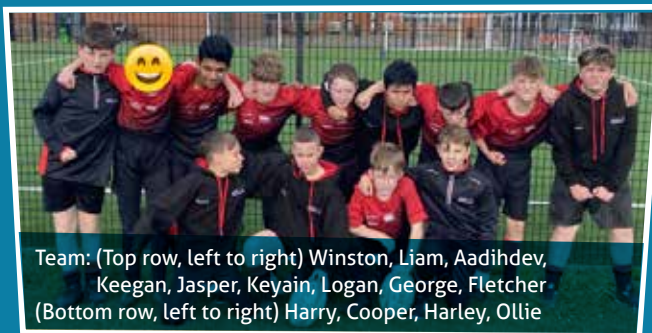 Team: (Top row, left to right) Winston, Liam, Aadihdev,
Keegan, Jasper, Keyain, Logan, George, Fletcher
(Bottom row, left to right) Harry, Cooper, Harley, Ollie